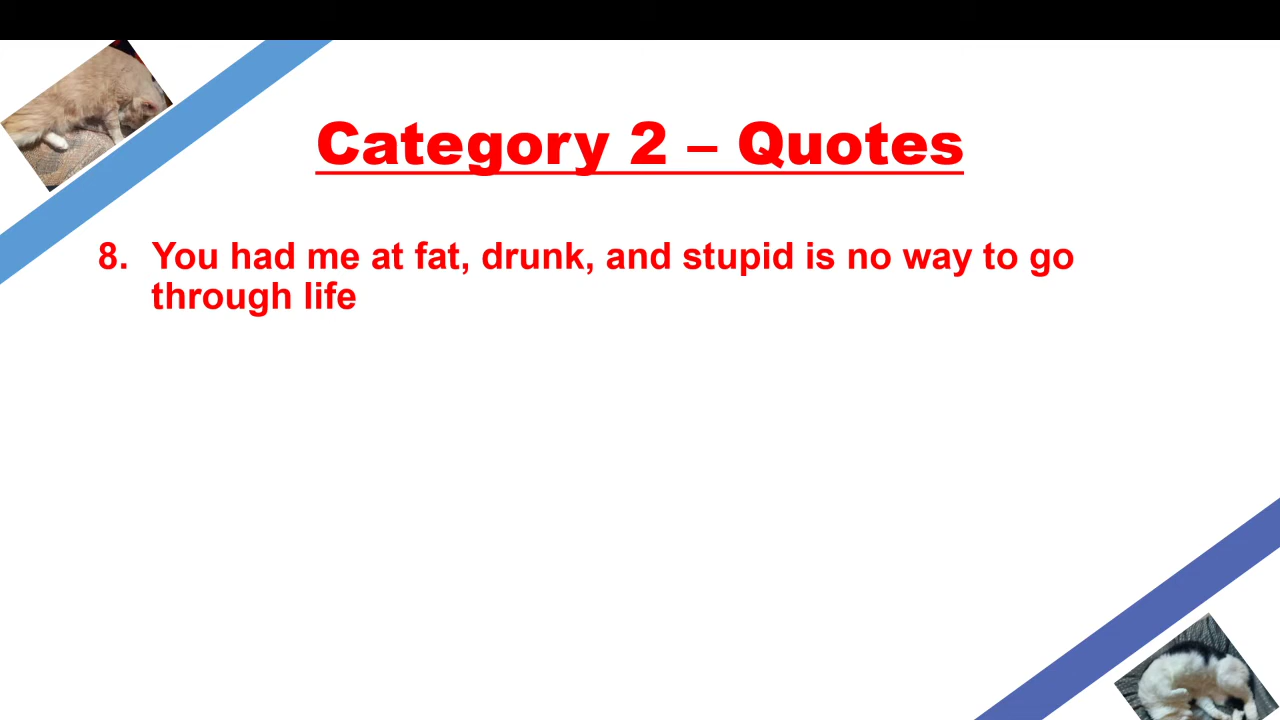 Category 2 – Quotes
8. You had me at fat, drunk, and stupid is no way to go
through life